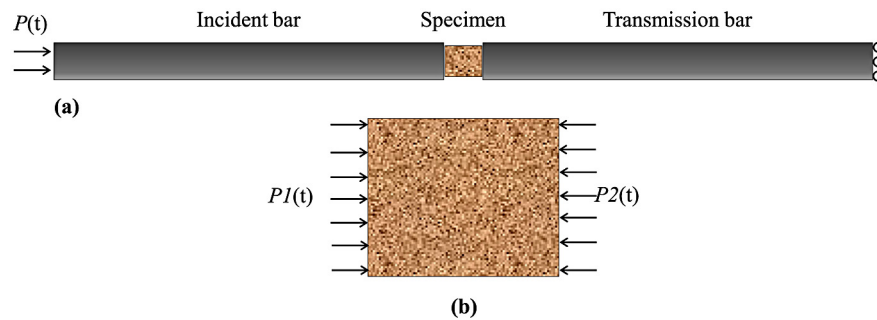 P(t) Incident bar Specimen Transmission bar
(a)
P1(t) P2(t)
(b)